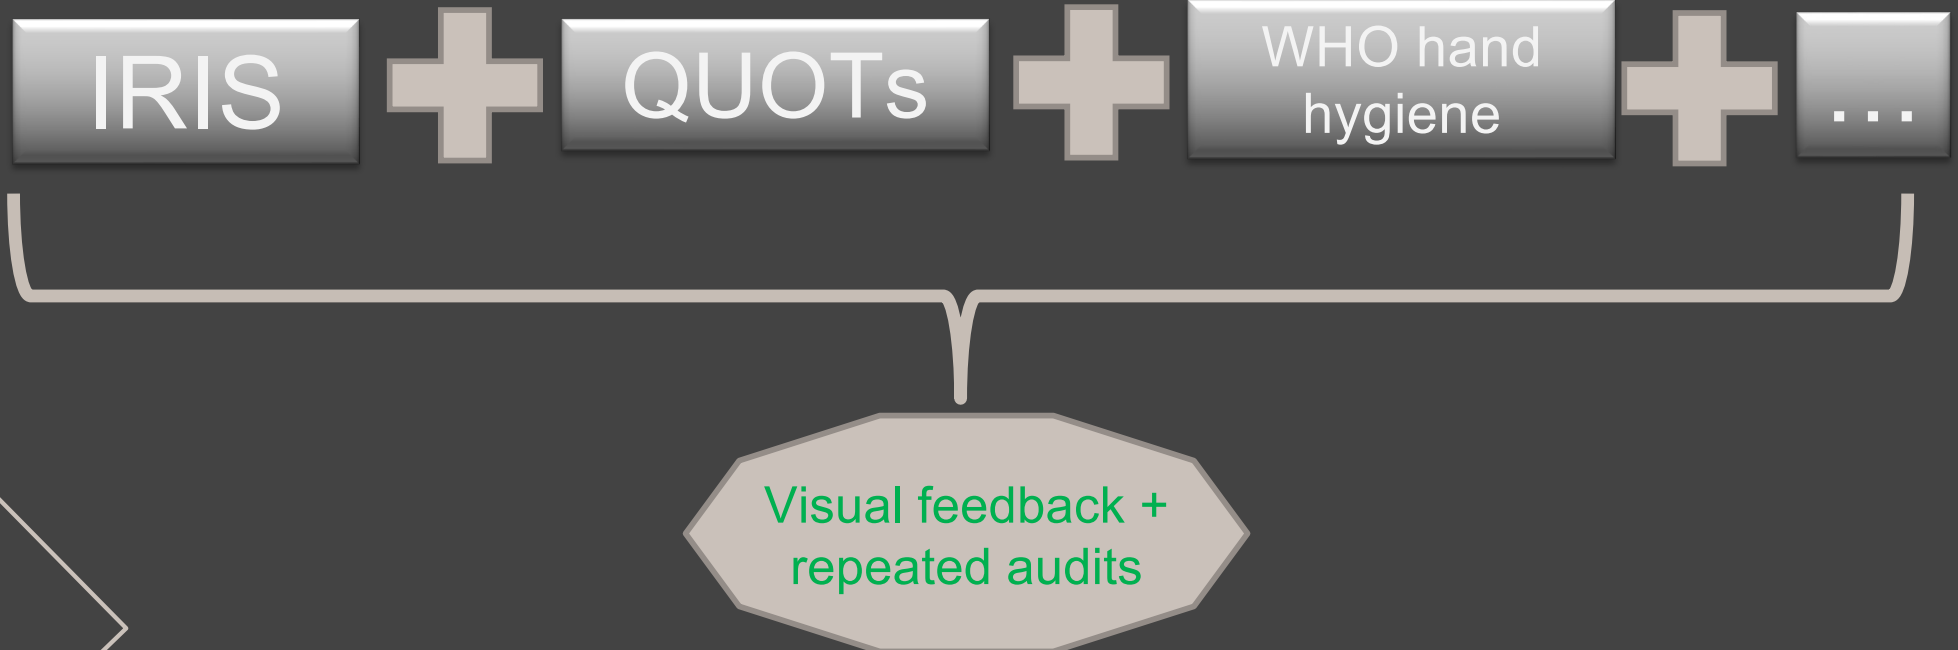 IRIS
QUOTs
WHO hand
hygiene
...
Visual feedback +
repeated audits